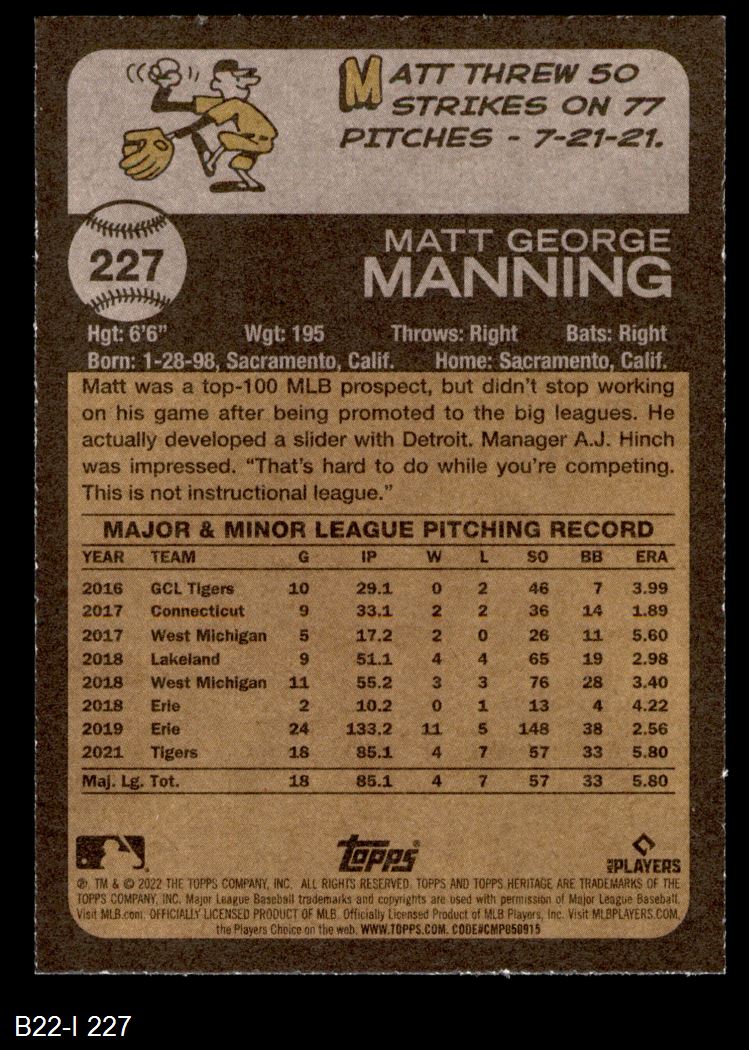 MATT THREW 50
STRIKES ON 77
PITCHES - 7-21-21.
227
MATT GEORGE
MANNING
Hgt: 6'6" Wgt: 195 Throws: Right Bats: Right
Born: 1-28-98, Sacramento, Calif. Home: Sacramento, Calif.
Matt was a top-100 MLB prospect, but didn't stop working
on his game after being promoted to the big leagues. He
actually developed a slider with Detroit. Manager A.J. Hinch
was impressed. "That's hard to do while you're competing.
This is not instructional league."
MAJOR & MINOR LEAGUE PITCHING RECORD
YEAR TEAM G IP W L SO BB ERA
2016 GCL Tigers 10 29.1 0 2 46 7 3.99
2017 Connecticut 9 33.1 2 2 36 14 1.89
2017 West Michigan 5 17.2 2 0 26 11 5.60
2018 Lakeland 9 51.1 4 4 65 19 2.98
2018 West Michigan 11 55.2 3 3 76 28 3.40
2018 Erie 2 10.2 0 1 13 4 4.22
2019 Erie 24 133.2 11 5 148 38 2.56
2021 Tigers 18 85.1 4 7 57 33 5.80
Maj. Lg. Tot. 18 85.1 4 7 57 33 5.80
topps®
MLB PLAYERS
®, TM & © 2022 THE TOPPS COMPANY, INC. ALL RIGHTS RESERVED. TOPPS AND TOPPS HERITAGE ARE TRADEMARKS OF THE
TOPPS COMPANY, INC. Major League Baseball trademarks and copyrights are used with permission of Major League Baseball.
Visit MLB.com. OFFICIALLY LICENSED PRODUCT OF MLB. Officially Licensed Product of MLB Players, Inc. Visit MLBPLAYERS.COM,
the Players Choice on the web. WWW.TOPPS.COM. CODE#CMP050915
B22-I 227